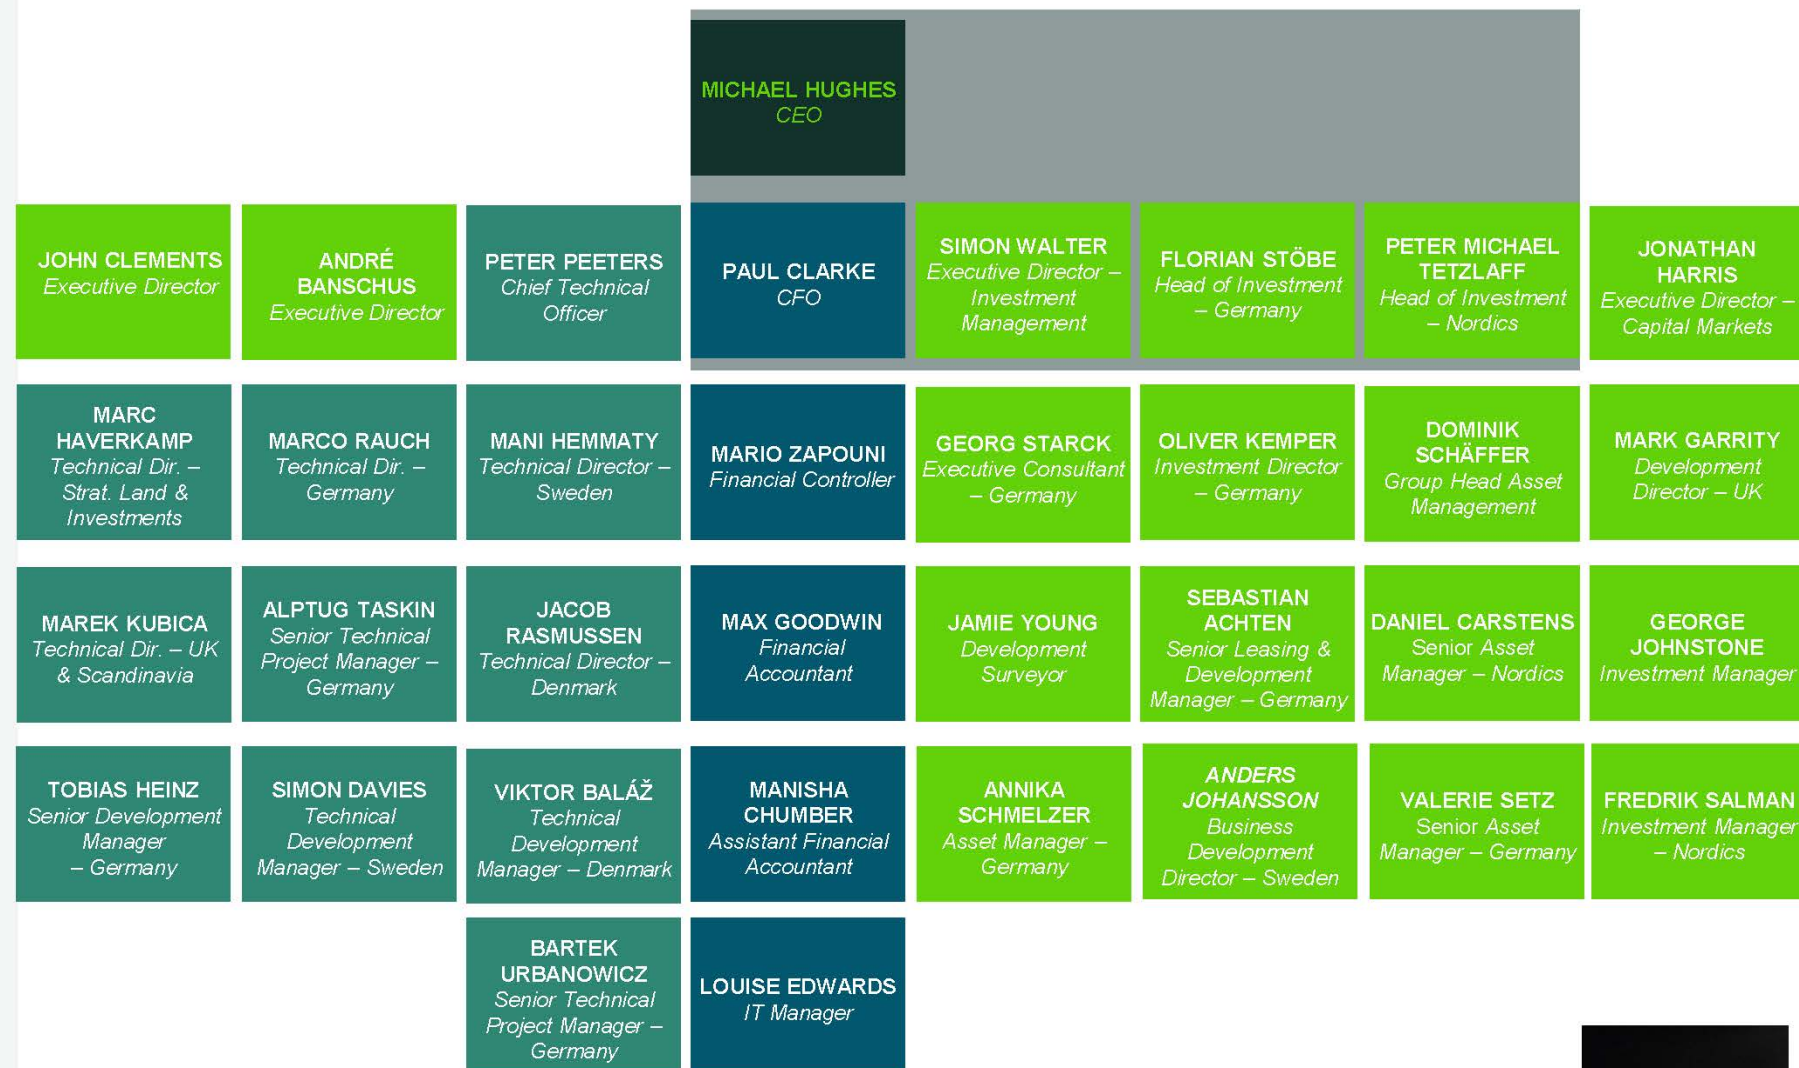 MICHAEL HUGHES
CEO
JOHN CLEMENTS
Executive Director
ANDRÉ
BANSCHUS
Executive Director
PETER PEETERS
Chief Technical
Officer
PAUL CLARKE
CFO
SIMON WALTER
Executive Director –
Investment
Management
FLORIAN STÖBE
Head of Investment
– Germany
PETER MICHAEL
TETZLAFF
Head of Investment
– Nordics
JONATHAN
HARRIS
Executive Director –
Capital Markets
MARC
HAVERKAMP
Technical Dir. –
Strat. Land &
Investments
MARCO RAUCH
Technical Dir. –
Germany
MANI HEMMATY
Technical Director –
Sweden
MARIO ZAPOUNI
Financial Controller
GEORG STARCK
Executive Consultant
– Germany
OLIVER KEMPER
Investment Director
– Germany
DOMINIK
SCHÄFFER
Group Head Asset
Management
MARK GARRITY
Development
Director – UK
MAREK KUBICA
Technical Dir. – UK
& Scandinavia
ALPTUG TASKIN
Senior Technical
Project Manager –
Germany
JACOB
RASMUSSEN
Technical Director –
Denmark
MAX GOODWIN
Financial
Accountant
JAMIE YOUNG
Development
Surveyor
SEBASTIAN
ACHTEN
Senior Leasing &
Development
Manager – Germany
DANIEL CARSTENS
Senior Asset
Manager – Nordics
GEORGE
JOHNSTONE
Investment Manager
TOBIAS HEINZ
Senior Development
Manager
– Germany
SIMON DAVIES
Technical
Development
Manager – Sweden
VIKTOR BALÁŽ
Technical
Development
Manager – Denmark
MANISHA
CHUMBER
Assistant Financial
Accountant
ANNIKA
SCHMELZER
Asset Manager –
Germany
ANDERS
JOHANSSON
Business
Development
Director – Sweden
VALERIE SETZ
Senior Asset
Manager – Germany
FREDRIK SALMAN
Investment Manager
– Nordics
BARTEK
URBANOWICZ
Senior Technical
Project Manager –
Germany
LOUISE EDWARDS
IT Manager